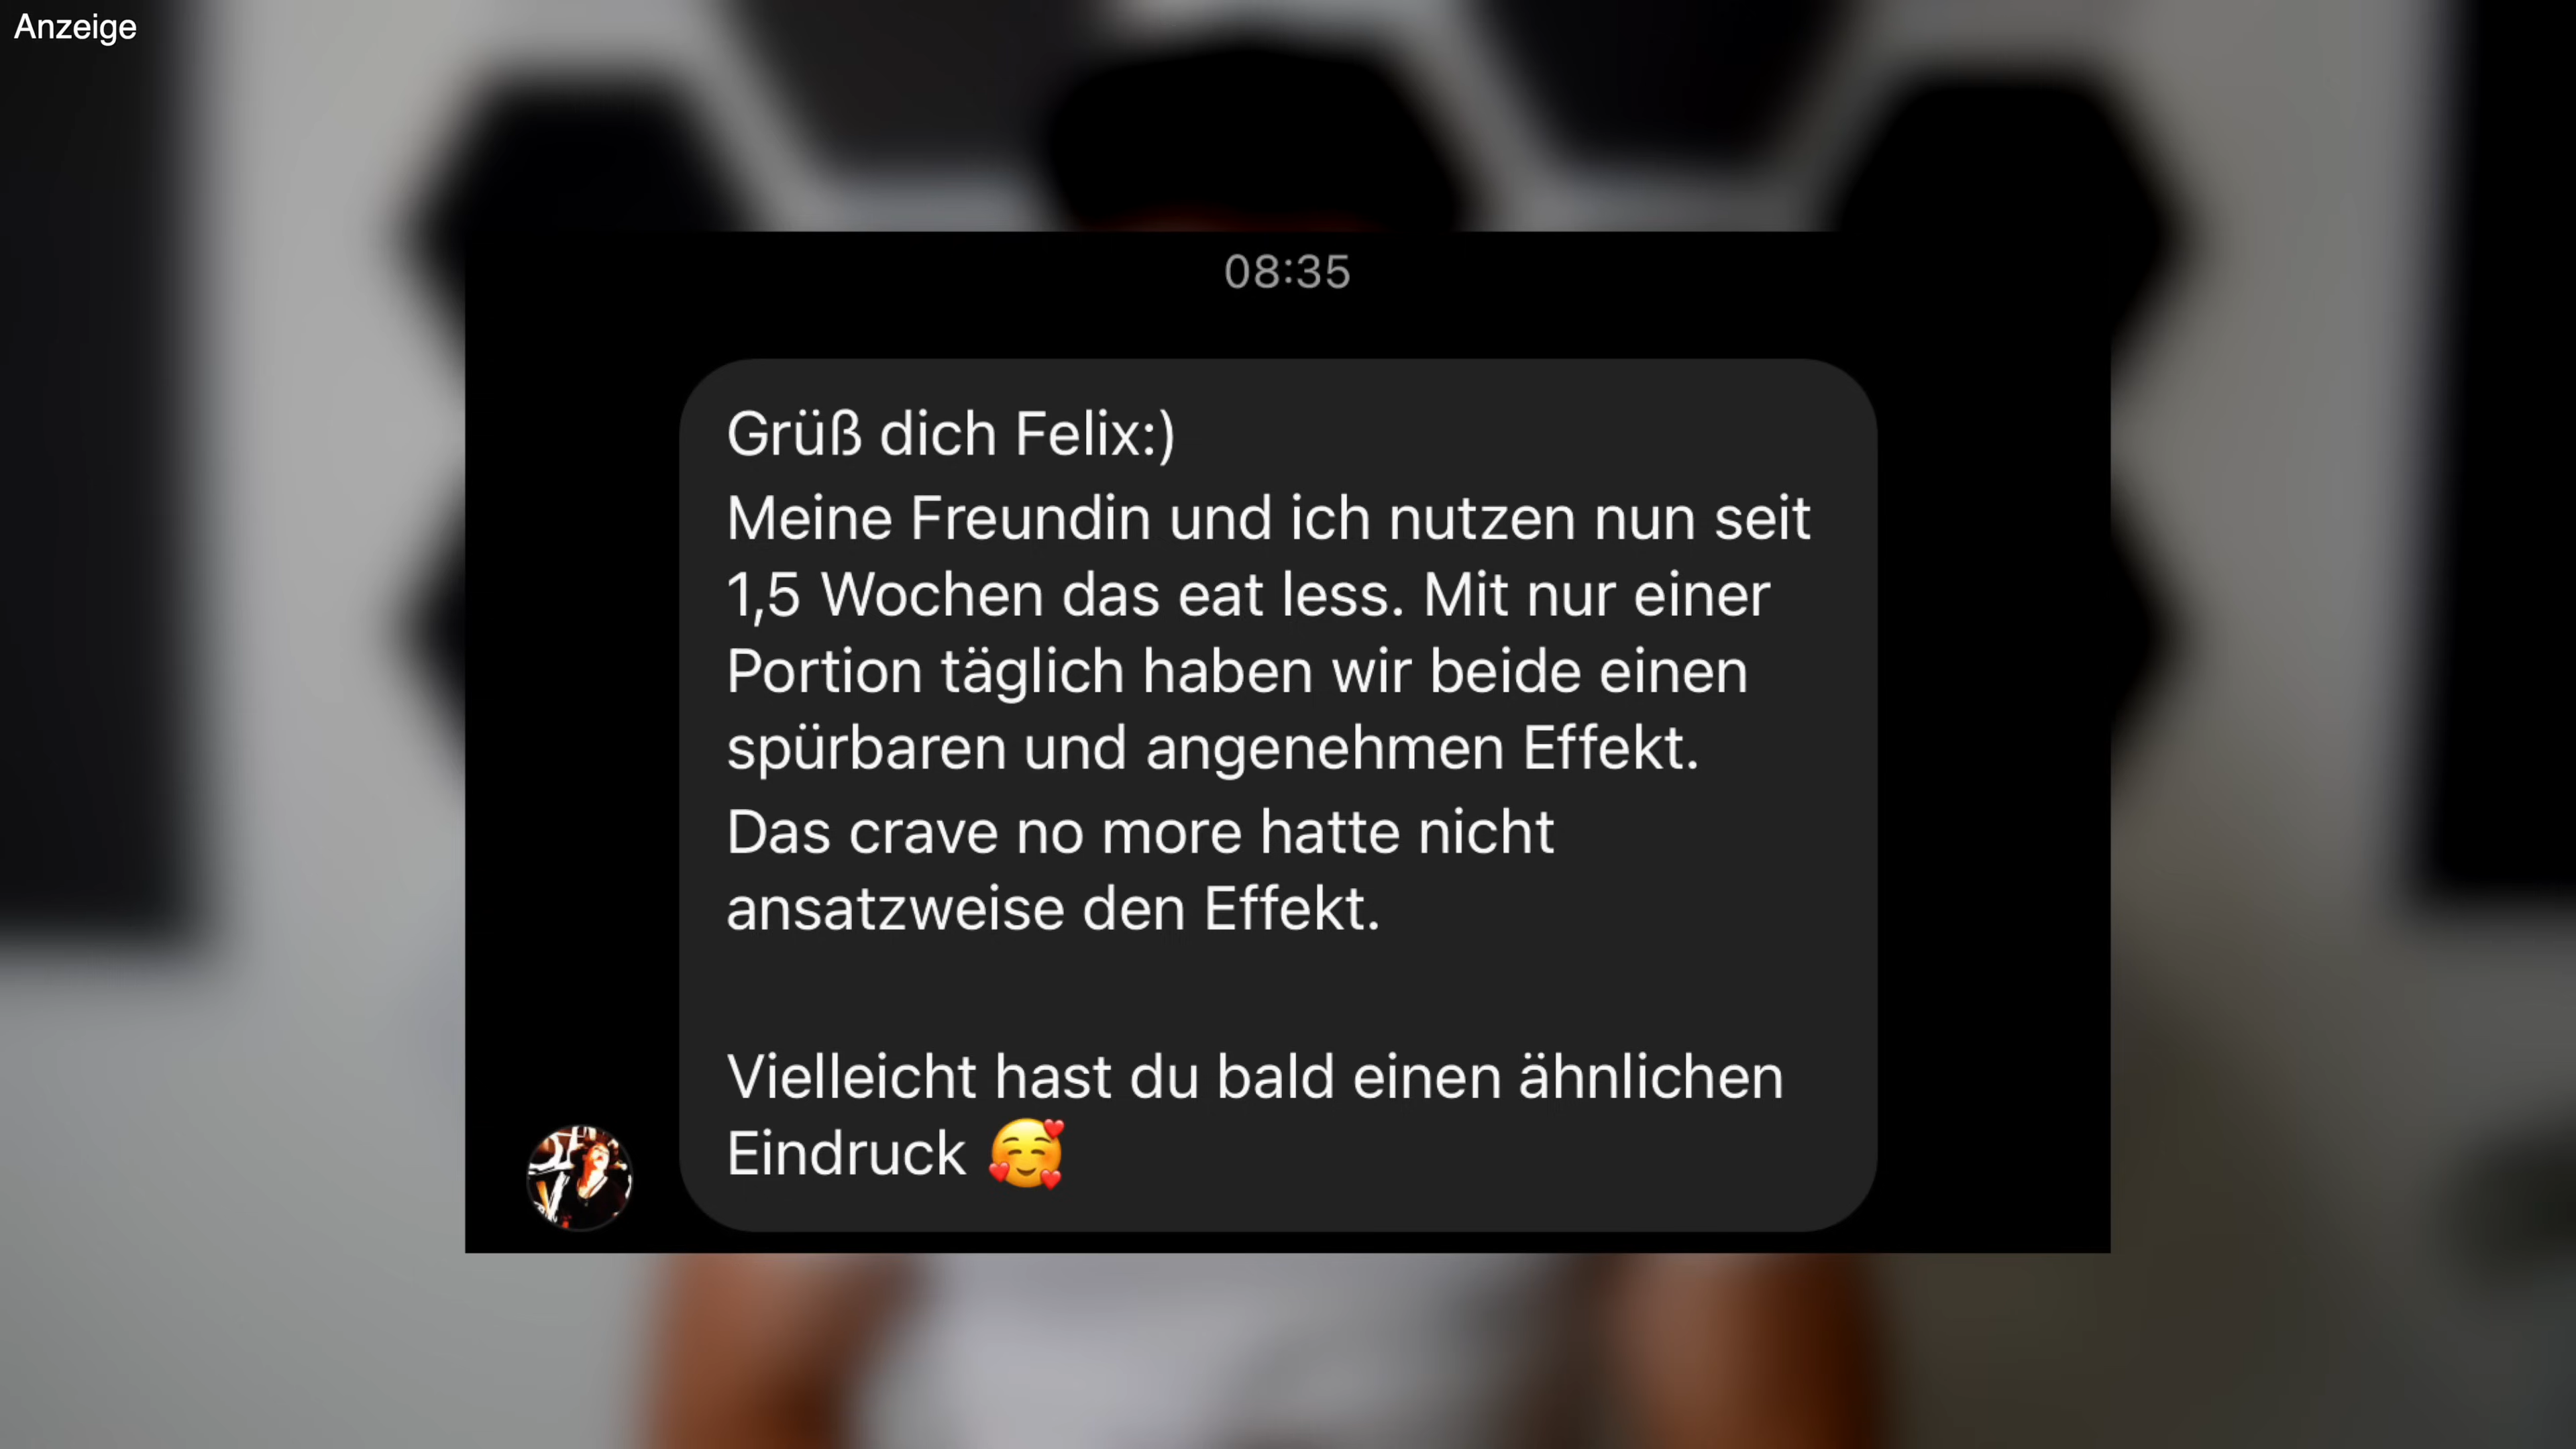 Anzeige
08:35
Grüß dich Felix:)
Meine Freundin und ich nutzen nun seit
1,5 Wochen das eat less. Mit nur einer
Portion täglich haben wir beide einen
spürbaren und angenehmen Effekt.
Das crave no more hatte nicht
ansatzweise den Effekt.
Vielleicht hast du bald einen ähnlichen
Eindruck 🥰